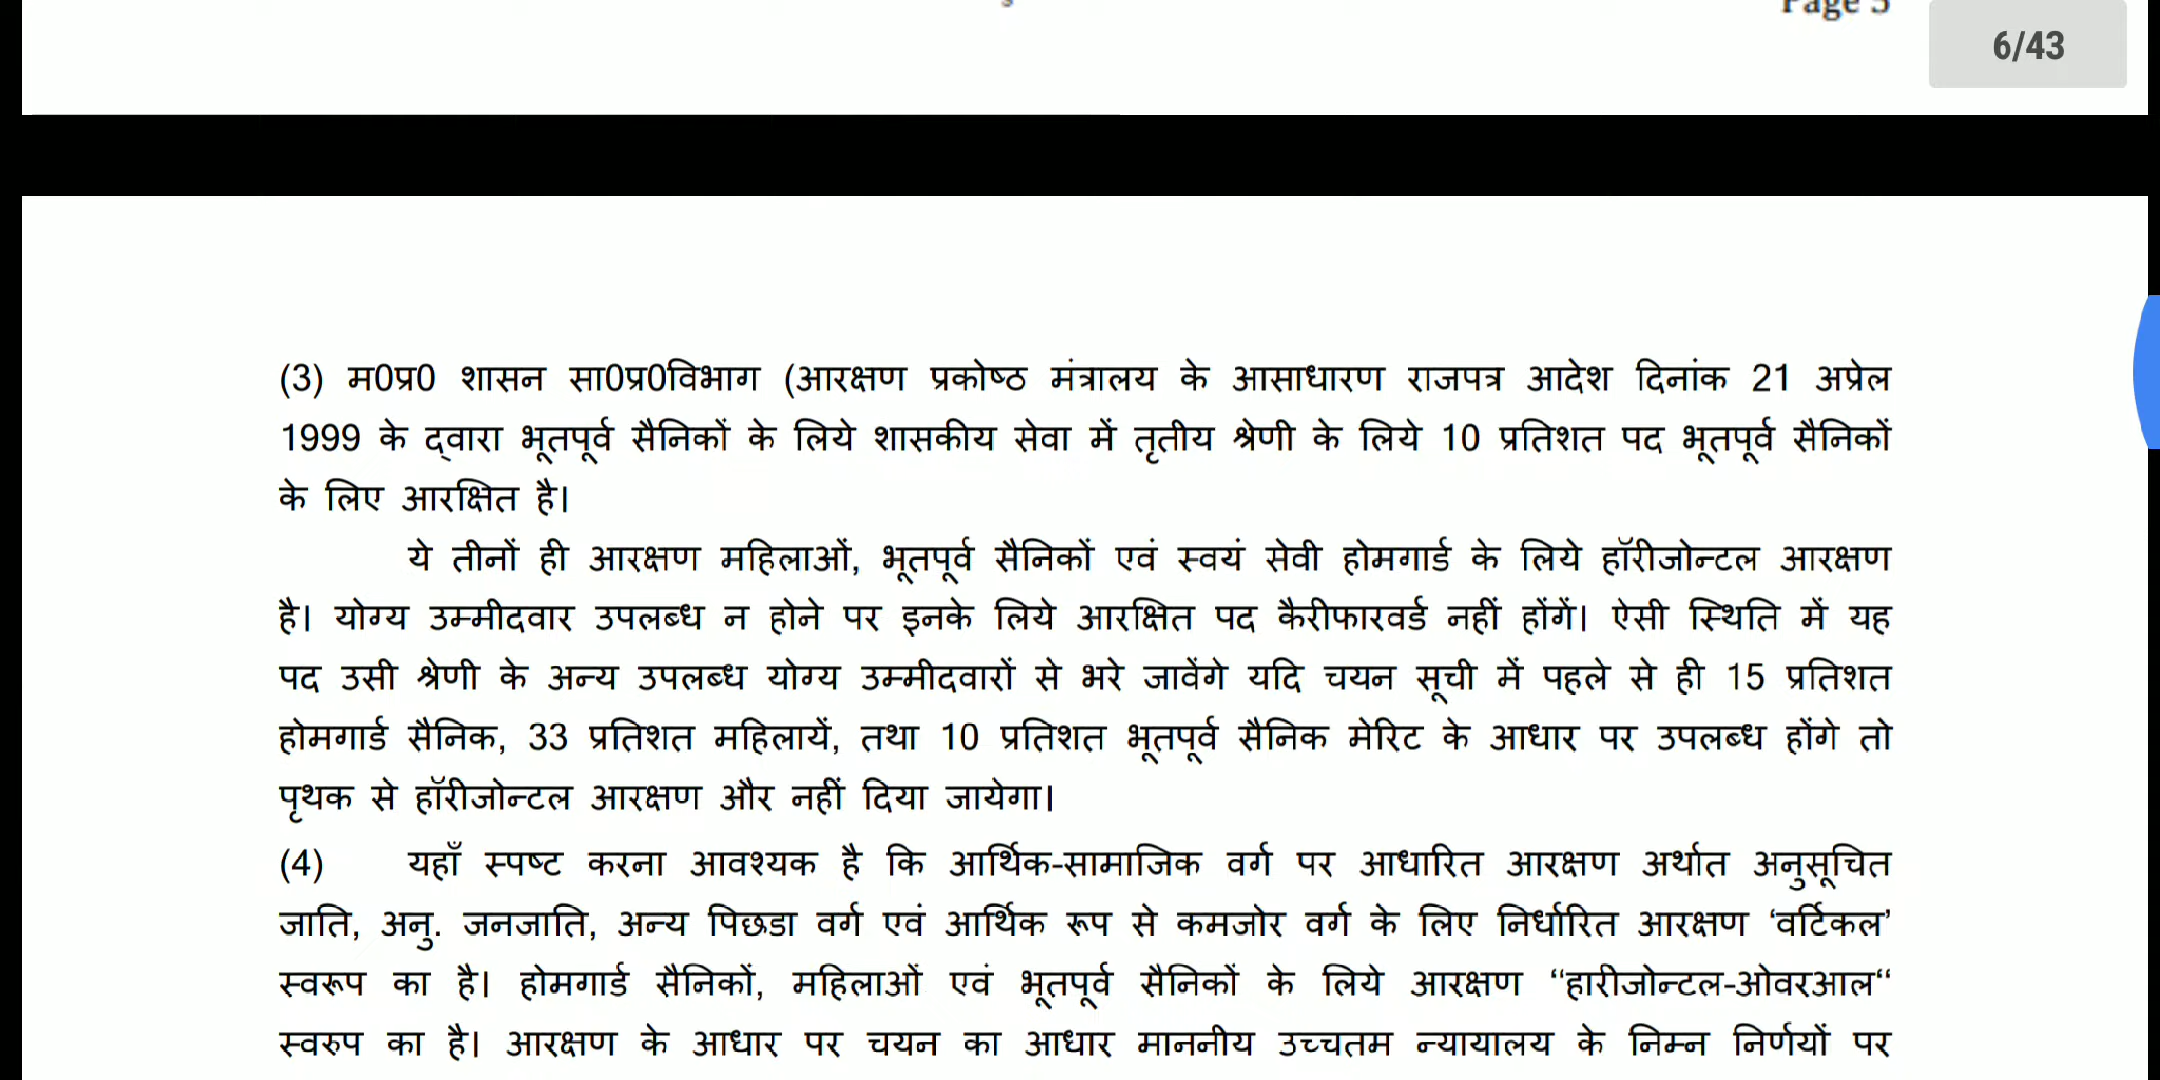 Page 5
6/43
(3) म0प्र0 शासन सा0प्र0विभाग (आरक्षण प्रकोष्ठ मंत्रालय के आसाधारण राजपत्र आदेश दिनांक 21 अप्रेल
1999 के द्वारा भूतपूर्व सैनिकों के लिये शासकीय सेवा में तृतीय श्रेणी के लिये 10 प्रतिशत पद भूतपूर्व सैनिकों
के लिए आरक्षित है।
ये तीनों ही आरक्षण महिलाओं, भूतपूर्व सैनिकों एवं स्वयं सेवी होमगार्ड के लिये हॉरीजोन्टल आरक्षण
है। योग्य उम्मीदवार उपलब्ध न होने पर इनके लिये आरक्षित पद कैरीफारवर्ड नहीं होंगें। ऐसी स्थिति में यह
पद उसी श्रेणी के अन्य उपलब्ध योग्य उम्मीदवारों से भरे जावेंगे यदि चयन सूची में पहले से ही 15 प्रतिशत
होमगार्ड सैनिक, 33 प्रतिशत महिलायें, तथा 10 प्रतिशत भूतपूर्व सैनिक मेरिट के आधार पर उपलब्ध होंगे तो
पृथक से हॉरीजोन्टल आरक्षण और नहीं दिया जायेगा।
(4) यहाँ स्पष्ट करना आवश्यक है कि आर्थिक-सामाजिक वर्ग पर आधारित आरक्षण अर्थात अनुसूचित
जाति, अनु. जनजाति, अन्य पिछडा वर्ग एवं आर्थिक रूप से कमजोर वर्ग के लिए निर्धारित आरक्षण ‘वर्टिकल’
स्वरूप का है। होमगार्ड सैनिकों, महिलाओं एवं भूतपूर्व सैनिकों के लिये आरक्षण “हारीजोन्टल-ओवरआल“
स्वरुप का है। आरक्षण के आधार पर चयन का आधार माननीय उच्चतम न्यायालय के निम्न निर्णयों पर